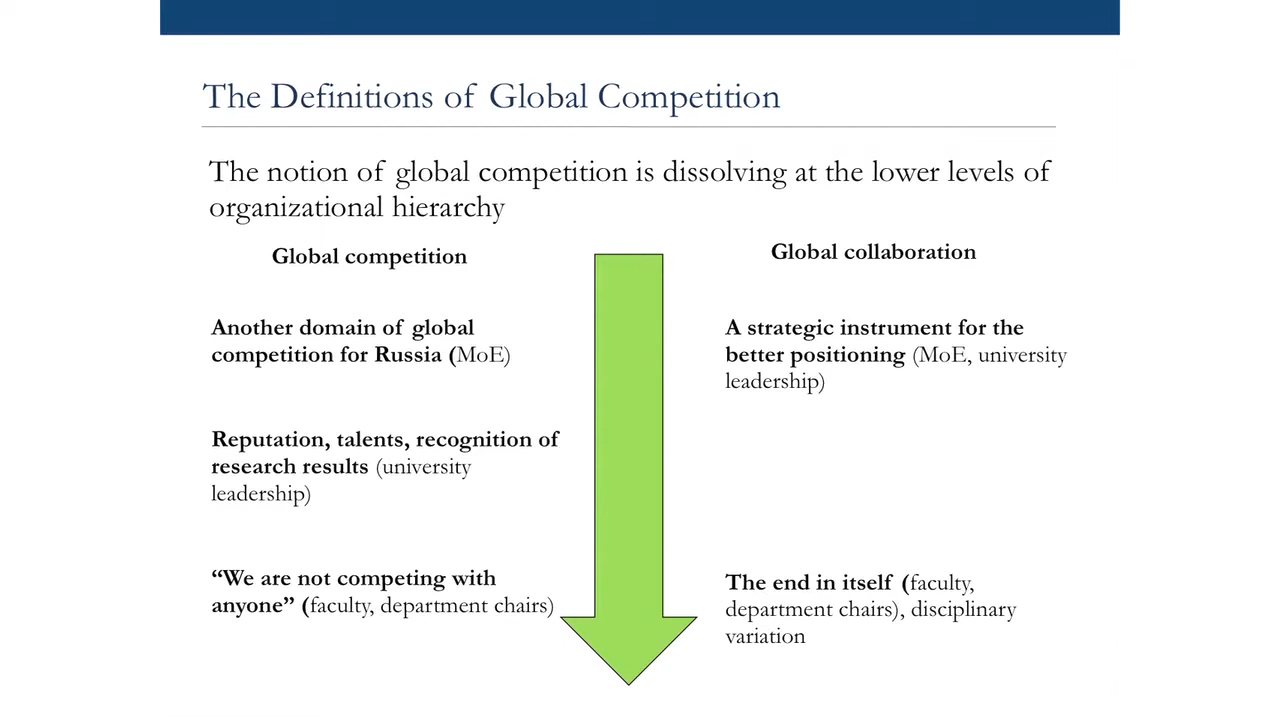 The Definitions of Global Competition
The notion of global competition is dissolving at the lower levels of
organizational hierarchy
Global competition
Another domain of global
competition for Russia (MoE)
Reputation, talents, recognition of
research results (university
leadership)
“We are not competing with
anyone” (faculty, department chairs)
Global collaboration
A strategic instrument for the
better positioning (MoE, university
leadership)
The end in itself (faculty,
department chairs), disciplinary
variation